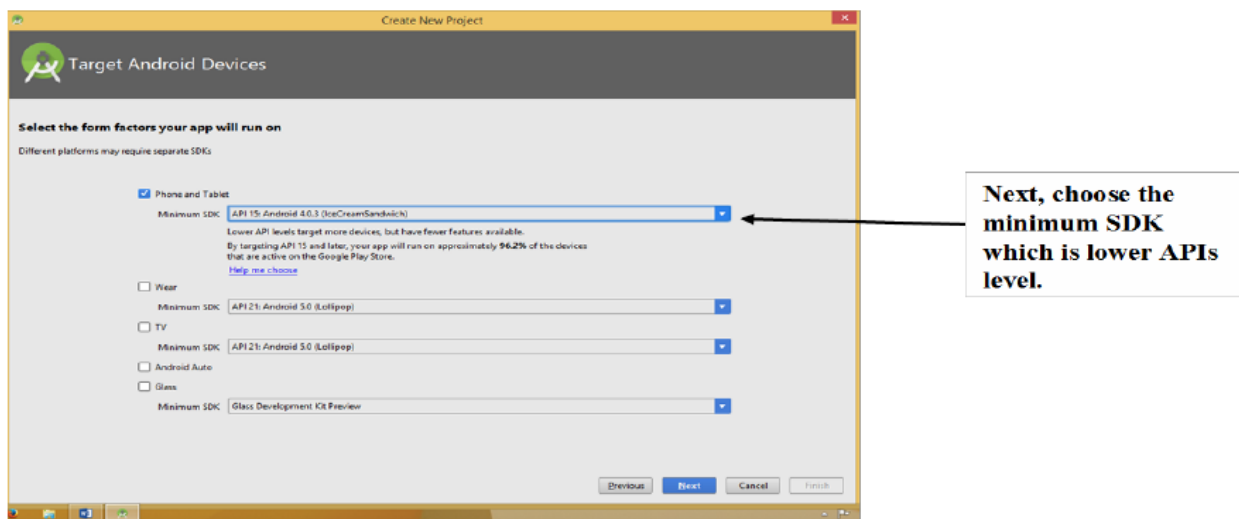 Create New Project
Target Android Devices
Select the form factors your app will run on
Different platforms may require separate SDKs
Phone and Tablet
Minimum SDK API 15: Android 4.0.3 (IceCreamSandwich)
Lower API levels target more devices, but have fewer features available.
By targeting API 15 and later, your app will run on approximately 96.2% of the devices
that are active on the Google Play Store.
Help me choose
Wear
Minimum SDK API 21: Android 5.0 (Lollipop)
TV
Minimum SDK API 21: Android 5.0 (Lollipop)
Android Auto
Glass
Minimum SDK Glass Development Kit Preview
Previous Next Cancel Finish
Next, choose the
minimum SDK
which is lower APIs
level.